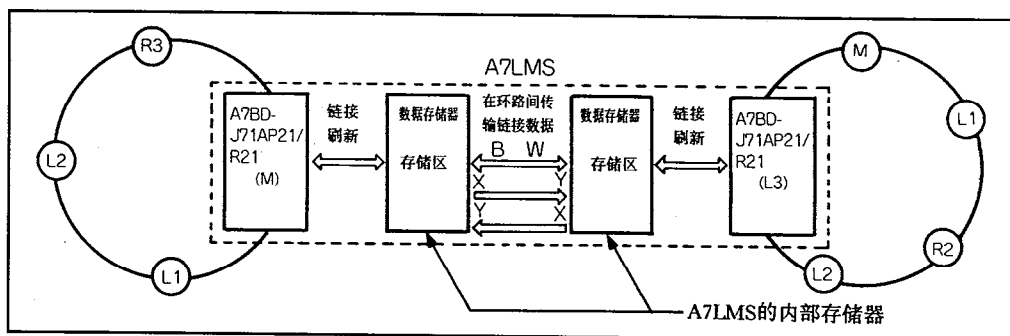 R3
L2
L1
A7LMS
A7BD-
J71AP21/
R21
(M)
链接
刷新
数据存储器
存储区
在环路间传
输链接数据
B W
X Y
Y X
数据存储器
存储区
链接
刷新
A7BD-
J71AP21/
R21
(L3)
M
L1
R2
L2
A7LMS的内部存储器